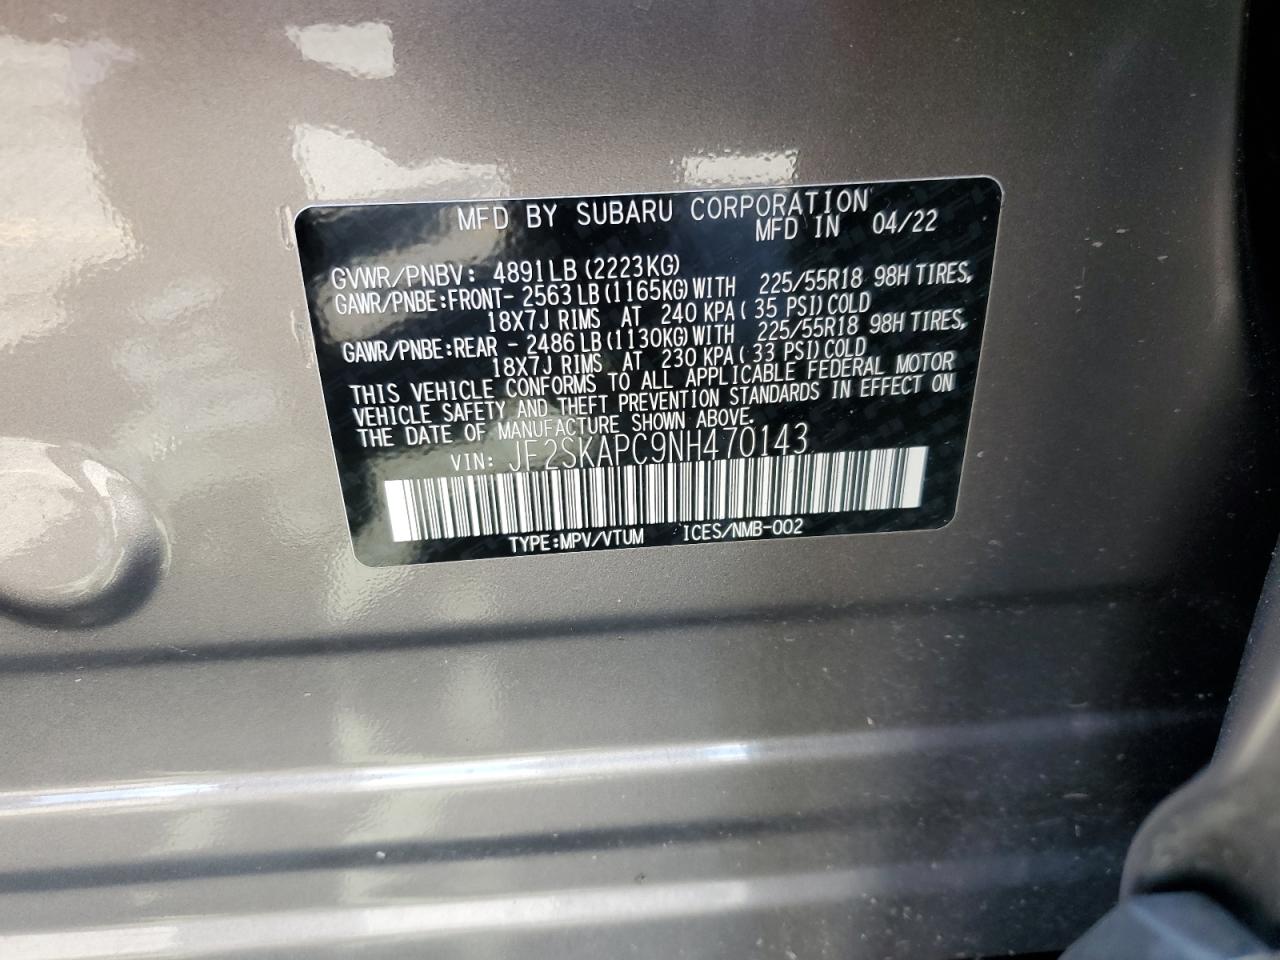 MFD BY SUBARU CORPORATION
MFD IN 04/22
GVWR/PNBV: 4891LB(2223KG)
GAWR/PNBE:FRONT- 2563LB(1165KG)WITH 225/55R18 98H TIRES,
18X7J RIMS AT 240 KPA( 35 PSI)COLD
GAWR/PNBE:REAR - 2486LB(1130KG)WITH 225/55R18 98H TIRES,
18X7J RIMS AT 230 KPA( 33 PSI)COLD
THIS VEHICLE CONFORMS TO ALL APPLICABLE FEDERAL MOTOR
VEHICLE SAFETY AND THEFT PREVENTION STANDARDS IN EFFECT ON
THE DATE OF MANUFACTURE SHOWN ABOVE.
VIN: JF2SKAPC9NH470143
TYPE:MPV/VTUM ICES/NMB-002